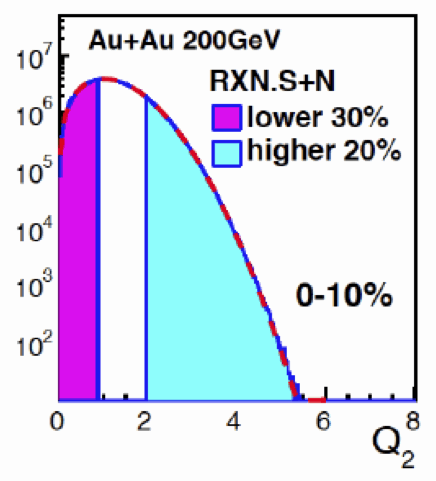 Au+Au 200GeV
RXN.S+N
lower 30%
higher 20%
0-10%
10⁷
10⁶
10⁵
10⁴
10³
10²
0 2 4 6 8
Q₂